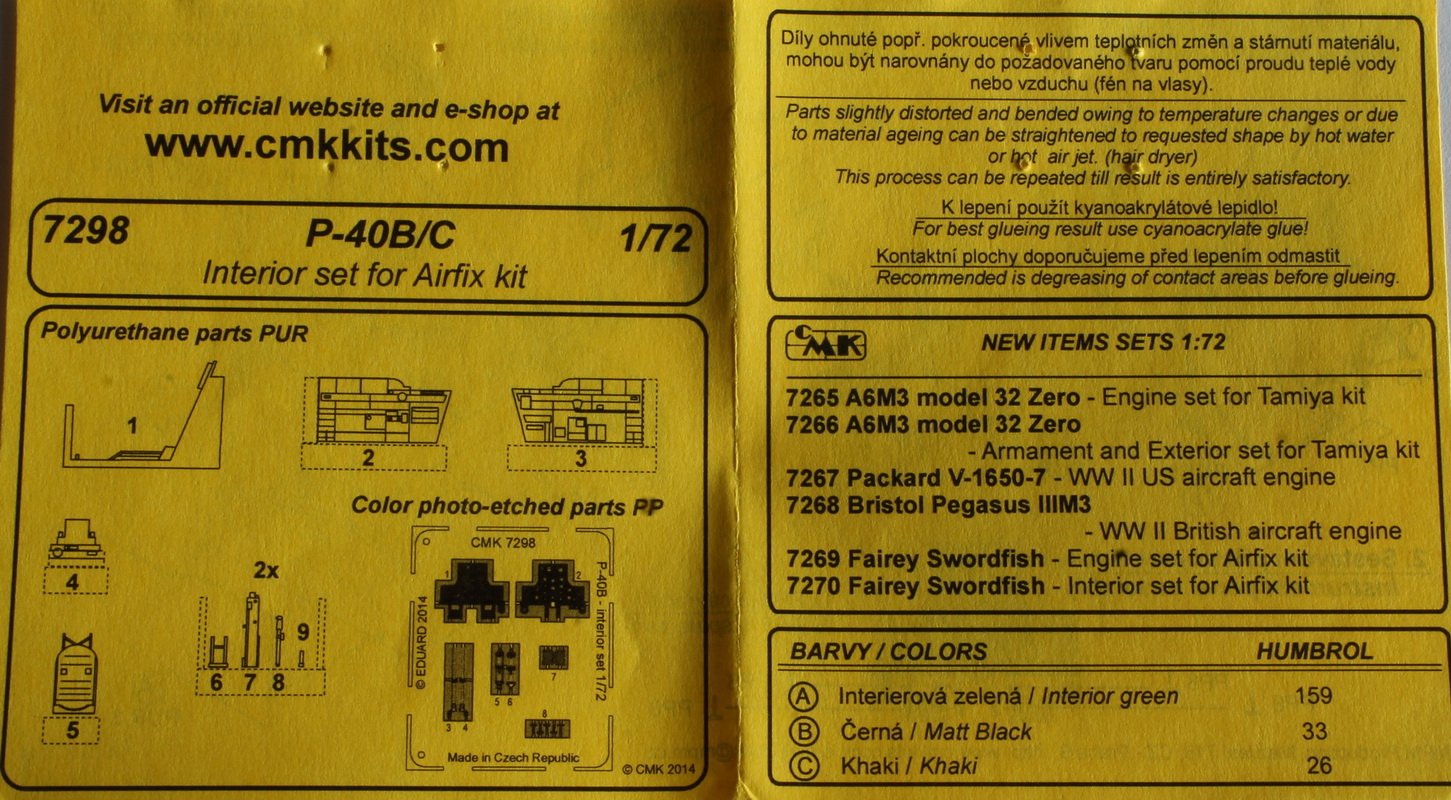 Visit an official website and e-shop at
www.cmkkits.com
7298 P-40B/C 1/72
Interior set for Airfix kit
Polyurethane parts PUR
1
2
3
Color photo-etched parts PP
4
5
2x
6 7 8 9
CMK 7298
1
2
© EDUARD 2014
P-40B - interior set 1/72
3 4
5 6
7
8
Made in Czech Republic
© CMK 2014
Díly ohnuté popř. pokroucené vlivem teplotních změn a stárnutí materiálu,
mohou být narovnány do požadovaného tvaru pomocí proudu teplé vody
nebo vzduchu (fén na vlasy).
Parts slightly distorted and bended owing to temperature changes or due
to material ageing can be straightened to requested shape by hot water
or hot air jet. (hair dryer)
This process can be repeated till result is entirely satisfactory.
K lepení použít kyanoakrylátové lepidlo!
For best glueing result use cyanoacrylate glue!
Kontaktní plochy doporučujeme před lepením odmastit
Recommended is degreasing of contact areas before glueing.
CMK
NEW ITEMS SETS 1:72
7265 A6M3 model 32 Zero - Engine set for Tamiya kit
7266 A6M3 model 32 Zero
- Armament and Exterior set for Tamiya kit
7267 Packard V-1650-7 - WW II US aircraft engine
7268 Bristol Pegasus IIIM3
- WW II British aircraft engine
7269 Fairey Swordfish - Engine set for Airfix kit
7270 Fairey Swordfish - Interior set for Airfix kit
BARVY / COLORS HUMBROL
A Interierová zelená / Interior green 159
B Černá / Matt Black 33
C Khaki / Khaki 26